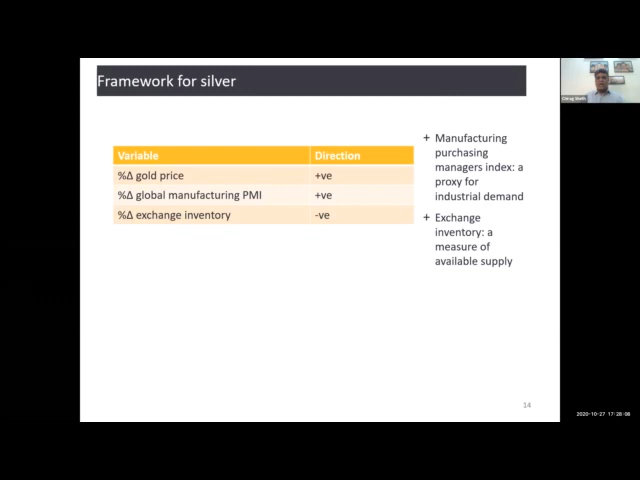 Framework for silver
Variable Direction
%Δ gold price +ve
%Δ global manufacturing PMI +ve
%Δ exchange inventory -ve
+ Manufacturing
purchasing
managers index: a
proxy for
industrial demand
+ Exchange
inventory: a
measure of
available supply
14
2020-10-27 17:28:08